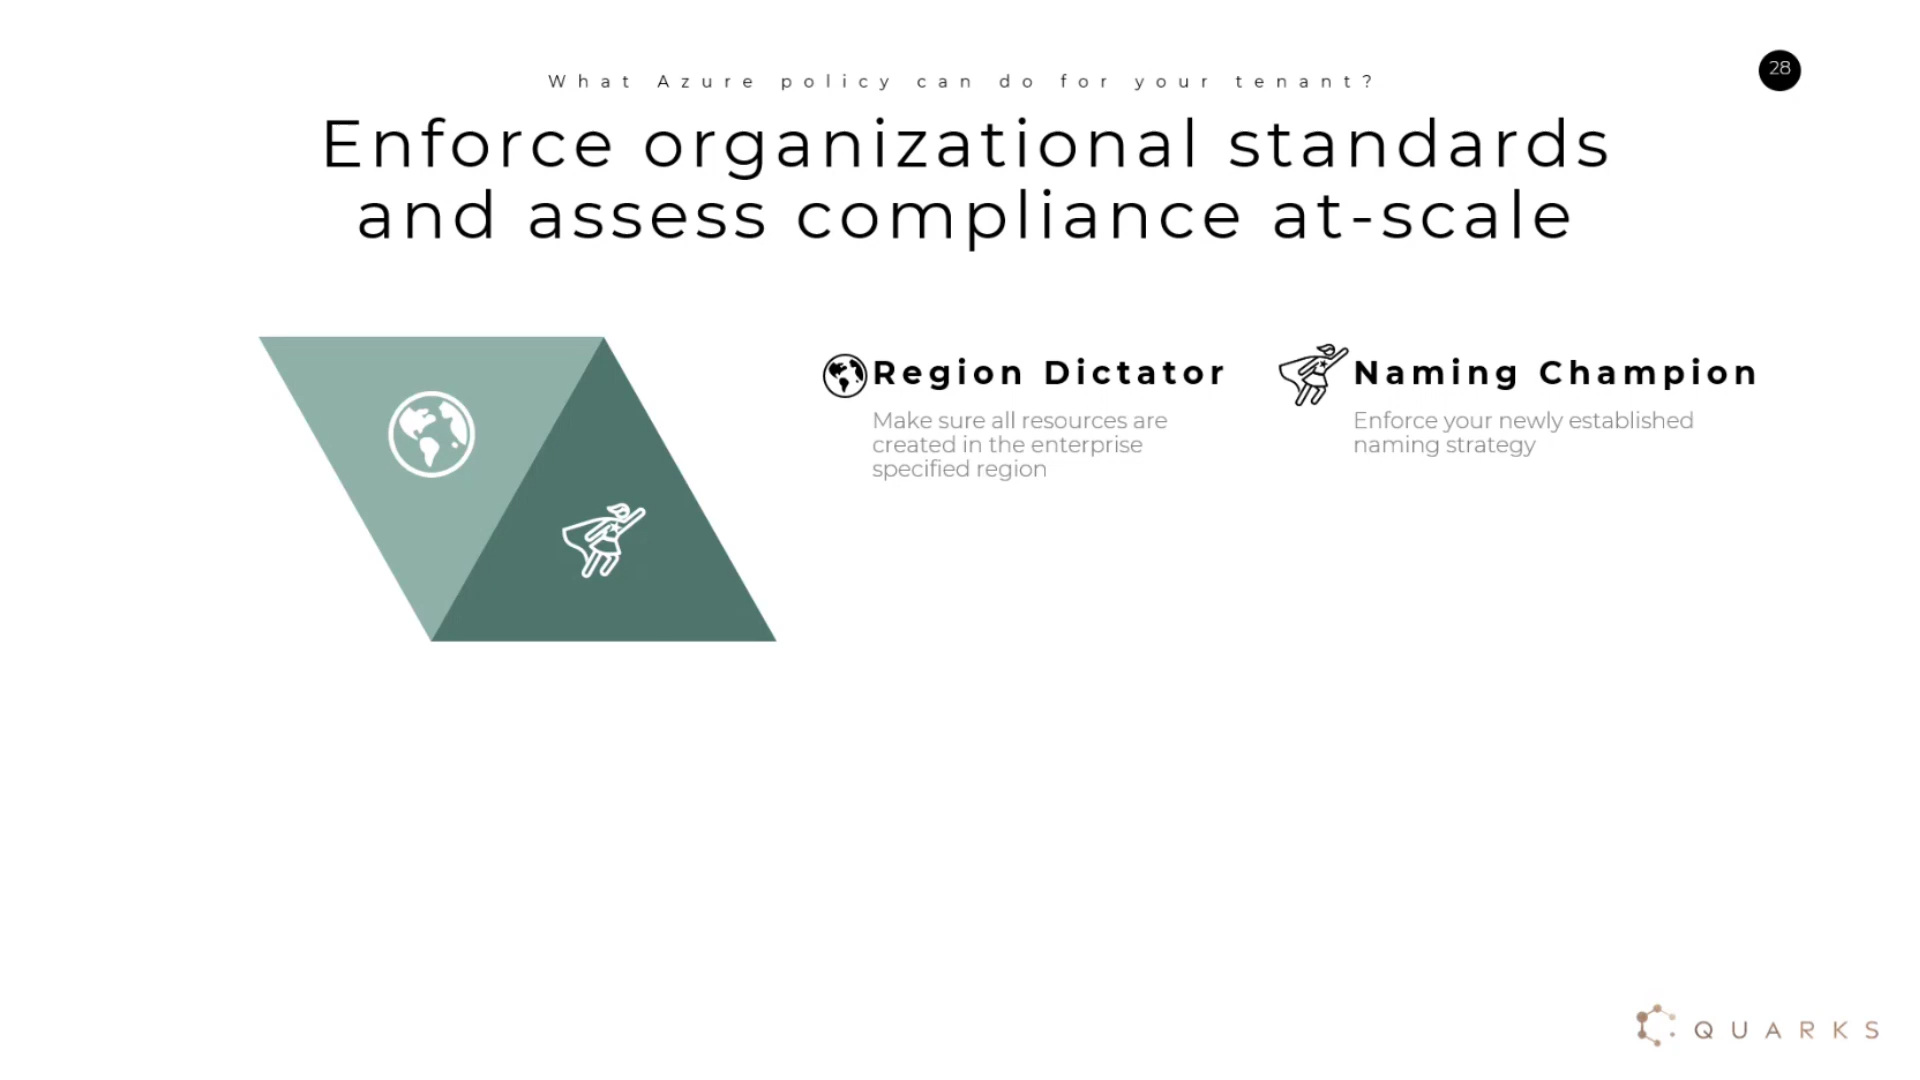 What Azure policy can do for your tenant?
28
Enforce organizational standards
and assess compliance at-scale
Region Dictator
Make sure all resources are
created in the enterprise
specified region
Naming Champion
Enforce your newly established
naming strategy
QUARKS